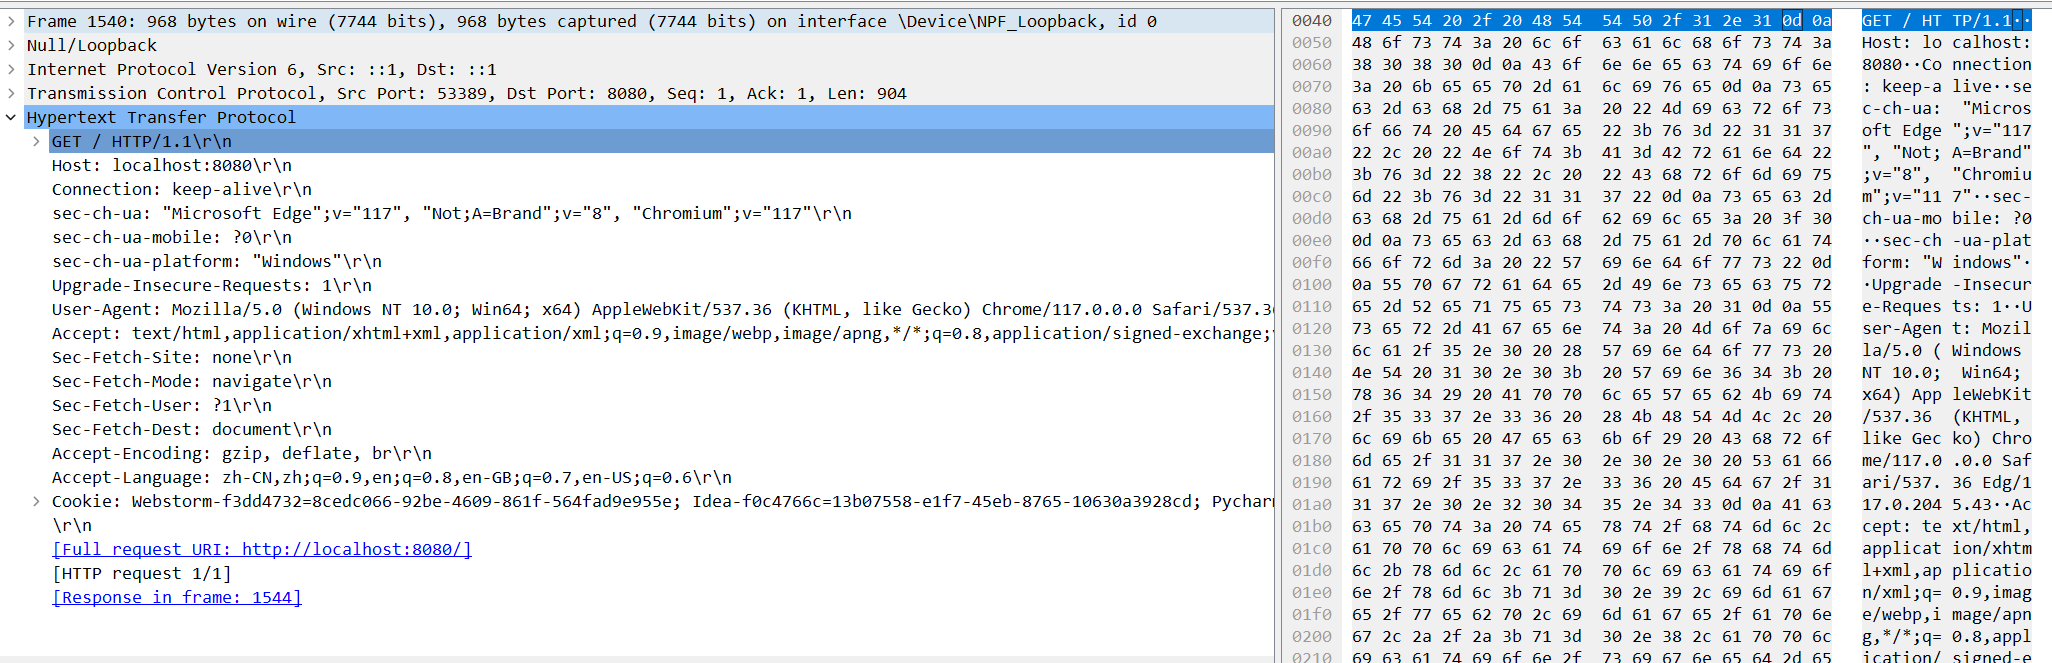 Frame 1540: 968 bytes on wire (7744 bits), 968 bytes captured (7744 bits) on interface \Device\NPF_Loopback, id 0
Null/Loopback
Internet Protocol Version 6, Src: ::1, Dst: ::1
Transmission Control Protocol, Src Port: 53389, Dst Port: 8080, Seq: 1, Ack: 1, Len: 904
Hypertext Transfer Protocol
GET / HTTP/1.1\r\n
Host: localhost:8080\r\n
Connection: keep-alive\r\n
sec-ch-ua: "Microsoft Edge";v="117", "Not;A=Brand";v="8", "Chromium";v="117"\r\n
sec-ch-ua-mobile: ?0\r\n
sec-ch-ua-platform: "Windows"\r\n
Upgrade-Insecure-Requests: 1\r\n
User-Agent: Mozilla/5.0 (Windows NT 10.0; Win64; x64) AppleWebKit/537.36 (KHTML, like Gecko) Chrome/117.0.0.0 Safari/537.3
Accept: text/html,application/xhtml+xml,application/xml;q=0.9,image/webp,image/apng,*/*;q=0.8,application/signed-exchange;
Sec-Fetch-Site: none\r\n
Sec-Fetch-Mode: navigate\r\n
Sec-Fetch-User: ?1\r\n
Sec-Fetch-Dest: document\r\n
Accept-Encoding: gzip, deflate, br\r\n
Accept-Language: zh-CN,zh;q=0.9,en;q=0.8,en-GB;q=0.7,en-US;q=0.6\r\n
Cookie: Webstorm-f3dd4732=8cedc066-92be-4609-861f-564fad9e955e; Idea-f0c4766c=13b07558-e1f7-45eb-8765-10630a3928cd; Pychar
\r\n
[Full request URI: http://localhost:8080/]
[HTTP request 1/1]
[Response in frame: 1544]
0040 47 45 54 20 2f 20 48 54 54 50 2f 31 2e 31 0d 0a GET / HT TP/1.1··
0050 48 6f 73 74 3a 20 6c 6f 63 61 6c 68 6f 73 74 3a Host: lo calhost:
0060 38 30 38 30 0d 0a 43 6f 6e 6e 65 63 74 69 6f 6e 8080··Co nnection
0070 3a 20 6b 65 65 70 2d 61 6c 69 76 65 0d 0a 73 65 : keep-a live··se
0080 63 2d 63 68 2d 75 61 3a 20 22 4d 69 63 72 6f 73 c-ch-ua: "Micros
0090 6f 66 74 20 45 64 67 65 22 3b 76 3d 22 31 31 37 oft Edge ";v="117
00a0 22 2c 20 22 4e 6f 74 3b 41 3d 42 72 61 6e 64 22 ", "Not; A=Brand"
00b0 3b 76 3d 22 38 22 2c 20 22 43 68 72 6f 6d 69 75 ;v="8", "Chromiu
00c0 6d 22 3b 76 3d 22 31 31 37 22 0d 0a 73 65 63 2d m";v="11 7"··sec-
00d0 63 68 2d 75 61 2d 6d 6f 62 69 6c 65 3a 20 3f 30 ch-ua-mo bile: ?0
00e0 0d 0a 73 65 63 2d 63 68 2d 75 61 2d 70 6c 61 74 ··sec-ch -ua-plat
00f0 66 6f 72 6d 3a 20 22 57 69 6e 64 6f 77 73 22 0d form: "W indows"·
0100 0a 55 70 67 72 61 64 65 2d 49 6e 73 65 63 75 72 ·Upgrade -Insecur
0110 65 2d 52 65 71 75 65 73 74 73 3a 20 31 0d 0a 55 e-Reques ts: 1··U
0120 73 65 72 2d 41 67 65 6e 74 3a 20 4d 6f 7a 69 6c ser-Agen t: Mozil
0130 6c 61 2f 35 2e 30 20 28 57 69 6e 64 6f 77 73 20 la/5.0 ( Windows
0140 4e 54 20 31 30 2e 30 3b 20 57 69 6e 36 34 3b 20 NT 10.0; Win64;
0150 78 36 34 29 20 41 70 70 6c 65 57 65 62 4b 69 74 x64) App leWebKit
0160 2f 35 33 37 2e 33 36 20 28 4b 48 54 4d 4c 2c 20 /537.36 (KHTML,
0170 6c 69 6b 65 20 47 65 63 6b 6f 29 20 43 68 72 6f like Gec ko) Chro
0180 6d 65 2f 31 31 37 2e 30 2e 30 2e 30 20 53 61 66 me/117.0 .0.0 Saf
0190 61 72 69 2f 35 33 37 2e 33 36 20 45 64 67 2f 31 ari/537. 36 Edg/1
01a0 31 37 2e 30 2e 32 30 34 35 2e 34 33 0d 0a 41 63 17.0.204 5.43··Ac
01b0 63 65 70 74 3a 20 74 65 78 74 2f 68 74 6d 6c 2c cept: te xt/html,
01c0 61 70 70 6c 69 63 61 74 69 6f 6e 2f 78 68 74 6d applicat ion/xhtm
01d0 6c 2b 78 6d 6c 2c 61 70 70 6c 69 63 61 74 69 6f l+xml,ap plicatio
01e0 6e 2f 78 6d 6c 3b 71 3d 30 2e 39 2c 69 6d 61 67 n/xml;q= 0.9,imag
01f0 65 2f 77 65 62 70 2c 69 6d 61 67 65 2f 61 70 6e e/webp,i mage/apn
0200 67 2c 2a 2f 2a 3b 71 3d 30 2e 38 2c 61 70 70 6c g,*/*;q= 0.8,appl
0210 69 63 61 74 69 6f 6e 2f 73 69 67 6e 65 64 2d 65 ication/ signed-e